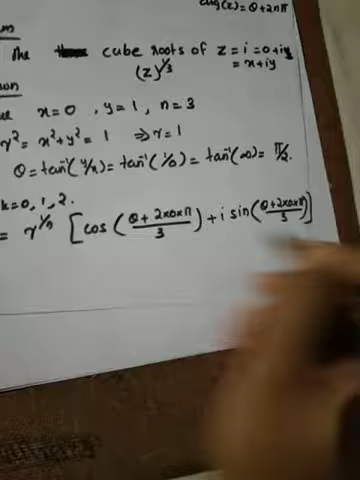 arg(z) = θ + 2nπ
The cube roots of z = i = 0 + iy
(z)^1/3 = x + iy
x = 0 , y = 1 , n = 3
r² = x² + y² = 1 ⇒ r = 1
θ = tan⁻¹(y/x) = tan⁻¹(1/0) = tan⁻¹(∞) = π/2.
k = 0, 1, 2.
= r^1/n [cos (θ + 2×0×π / 3) + i sin (θ + 2×0×π / 3)]